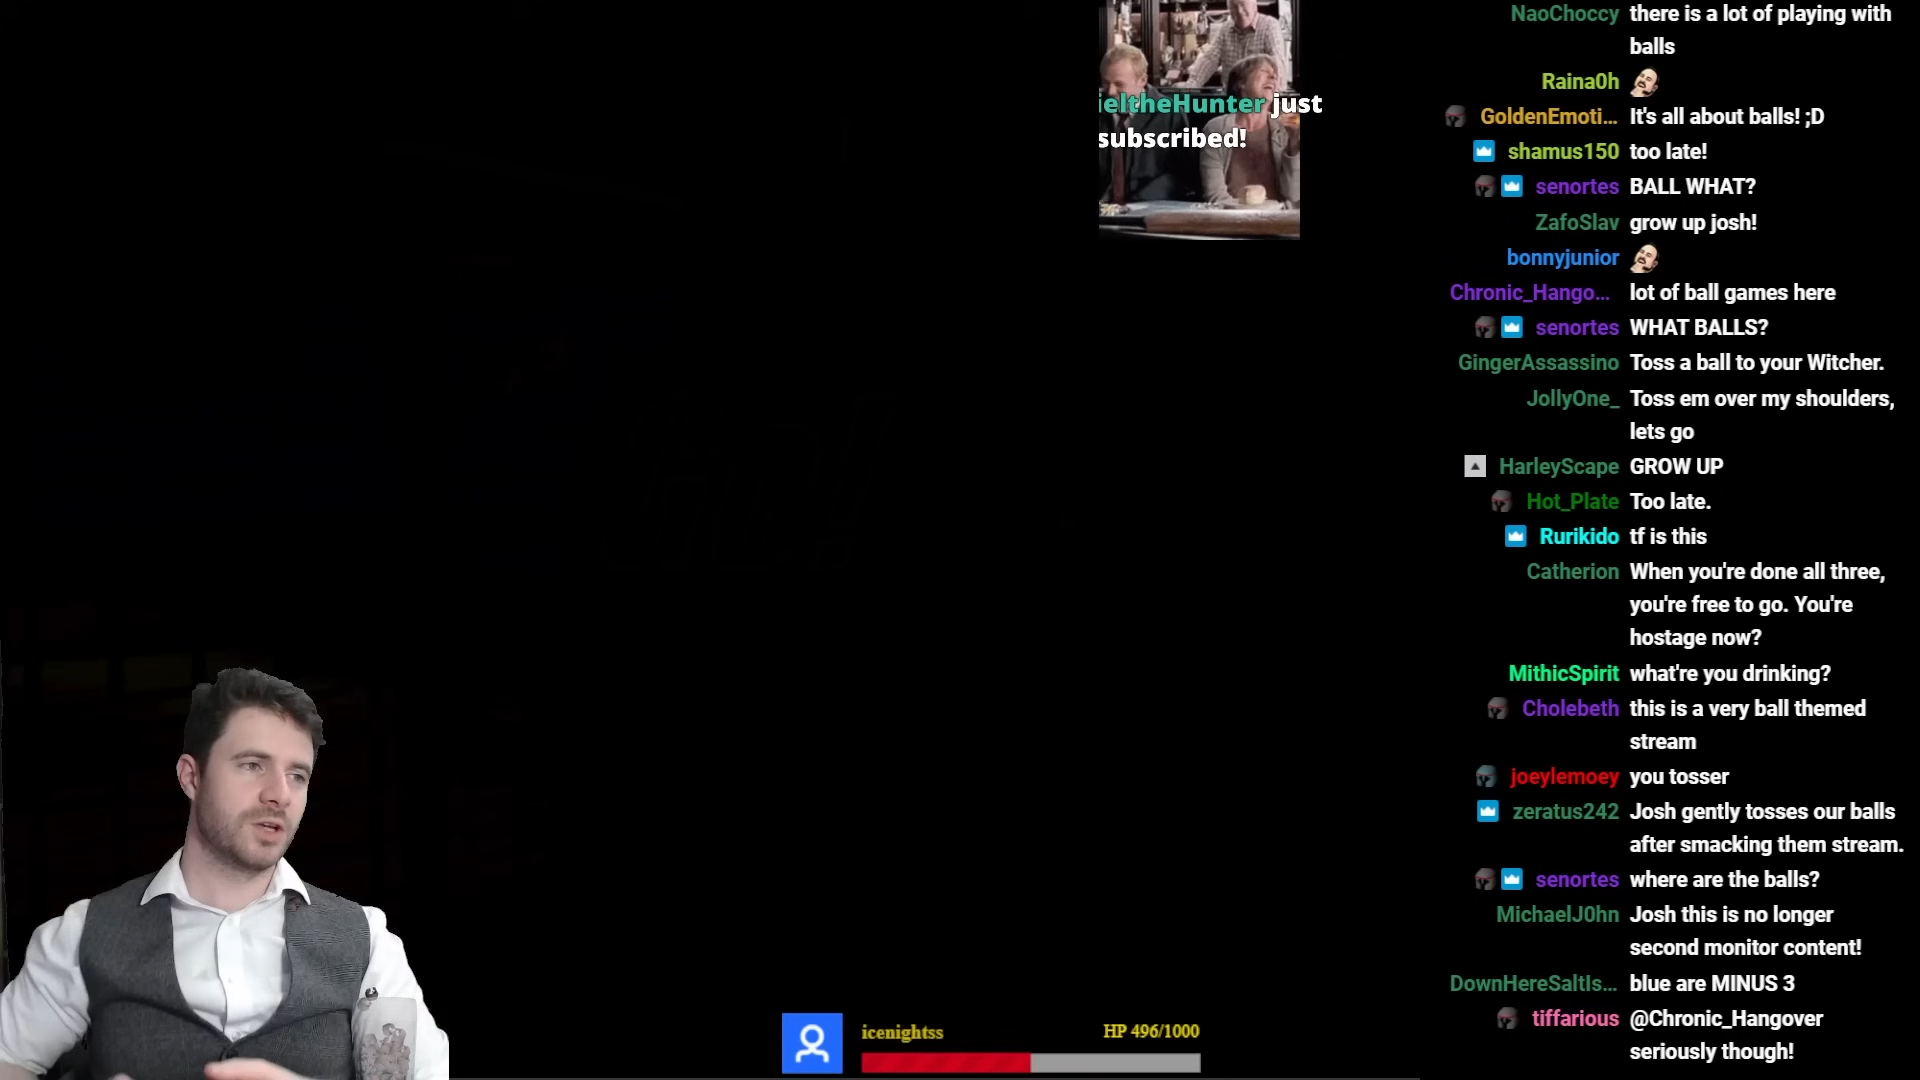 ieltheHunter just
subscribed!
NaoChoccy there is a lot of playing with
balls
Raina0h
GoldenEmoti... It's all about balls! ;D
shamus150 too late!
senortes BALL WHAT?
ZafoSlav grow up josh!
bonnyjunior
Chronic_Hango... lot of ball games here
senortes WHAT BALLS?
GingerAssassino Toss a ball to your Witcher.
JollyOne_ Toss em over my shoulders,
lets go
HarleyScape GROW UP
Hot_Plate Too late.
Rurikido tf is this
Catherion When you're done all three,
you're free to go. You're
hostage now?
MithicSpirit what're you drinking?
Cholebeth this is a very ball themed
stream
joeylemoey you tosser
zeratus242 Josh gently tosses our balls
after smacking them stream.
senortes where are the balls?
MichaelJ0hn Josh this is no longer
second monitor content!
DownHereSaltIs... blue are MINUS 3
tiffarious @Chronic_Hangover
seriously though!
icenightss HP 496/1000